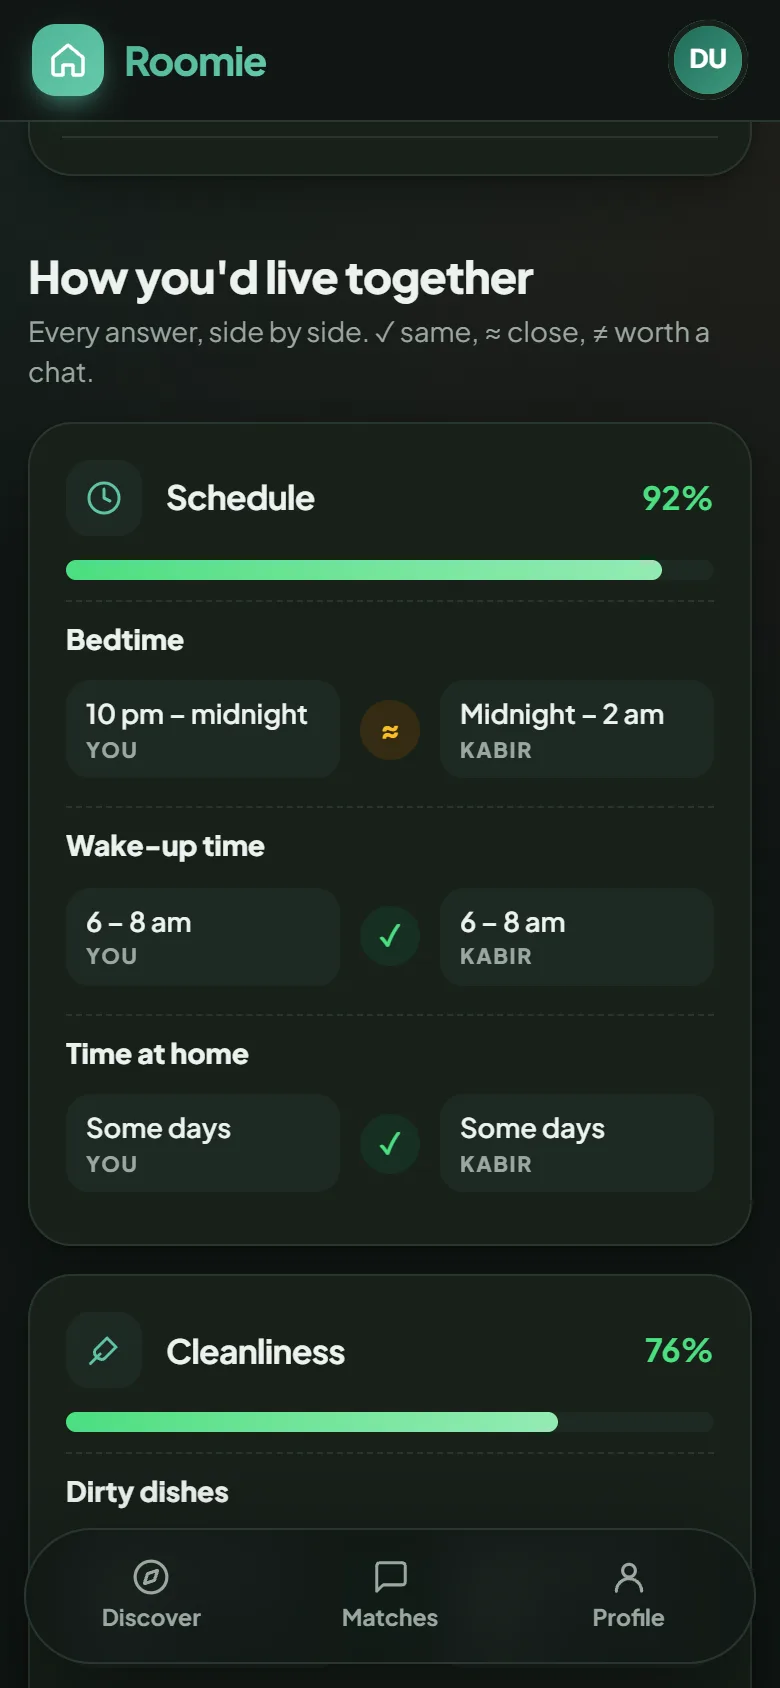 Roomie
DU
How you'd live together
Every answer, side by side. ✓ same, ≈ close, ≠ worth a
chat.
Schedule
92%
Bedtime
10 pm – midnight
YOU
≈
Midnight – 2 am
KABIR
Wake-up time
6 – 8 am
YOU
✓
6 – 8 am
KABIR
Time at home
Some days
YOU
✓
Some days
KABIR
Cleanliness
76%
Dirty dishes
Discover
Matches
Profile